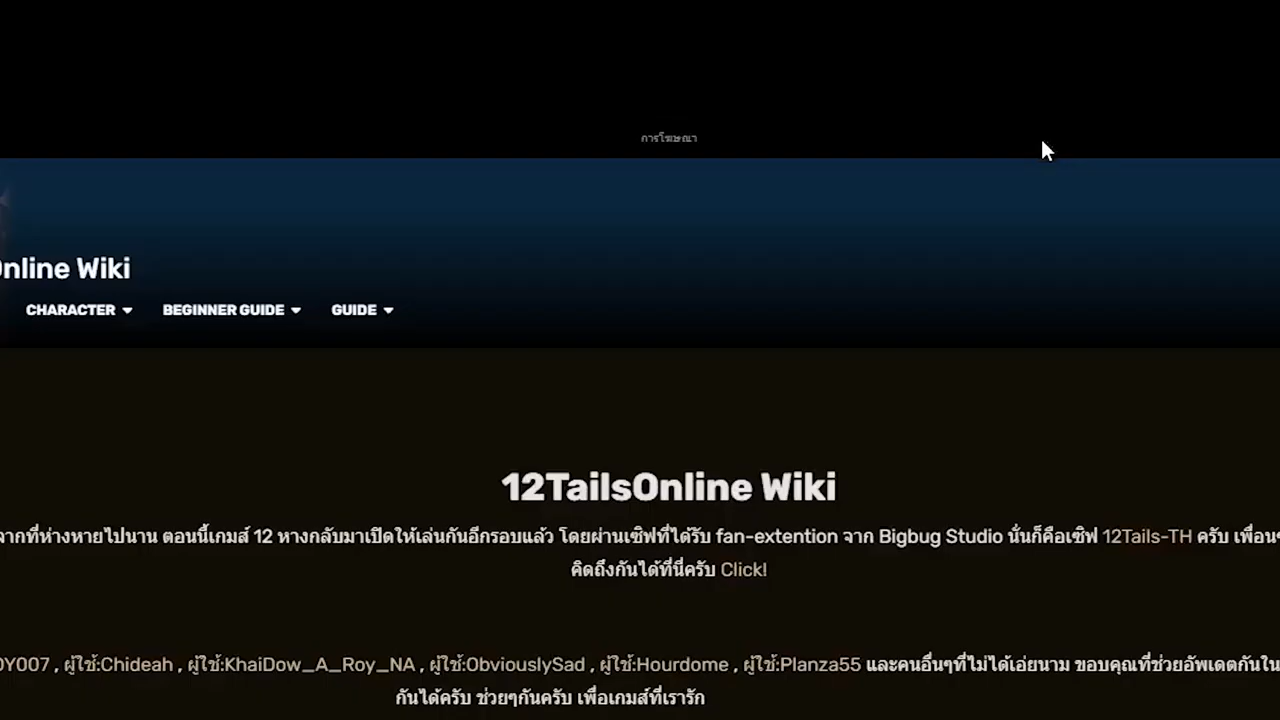 การโฆษณา
Online Wiki
CHARACTER BEGINNER GUIDE GUIDE
12TailsOnline Wiki
จากที่ห่างหายไปนาน ตอนนี้เกมส์ 12 หางกลับมาเปิดให้เล่นกันอีกรอบแล้ว โดยผ่านเซิฟที่ได้รับ fan-extention จาก Bigbug Studio นั่นก็คือเซิฟ 12Tails-TH ครับ เพื่อนๆ
คิดถึงกันได้ที่นี่ครับ Click!
DY007 , ผู้ใช้:Chideah , ผู้ใช้:KhaiDow_A_Roy_NA , ผู้ใช้:ObviouslySad , ผู้ใช้:Hourdome , ผู้ใช้:Planza55 และคนอื่นๆที่ไม่ได้เอ่ยนาม ขอบคุณที่ช่วยอัพเดตกันใน
กันได้ครับ ช่วยๆกันครับ เพื่อเกมส์ที่เรารัก